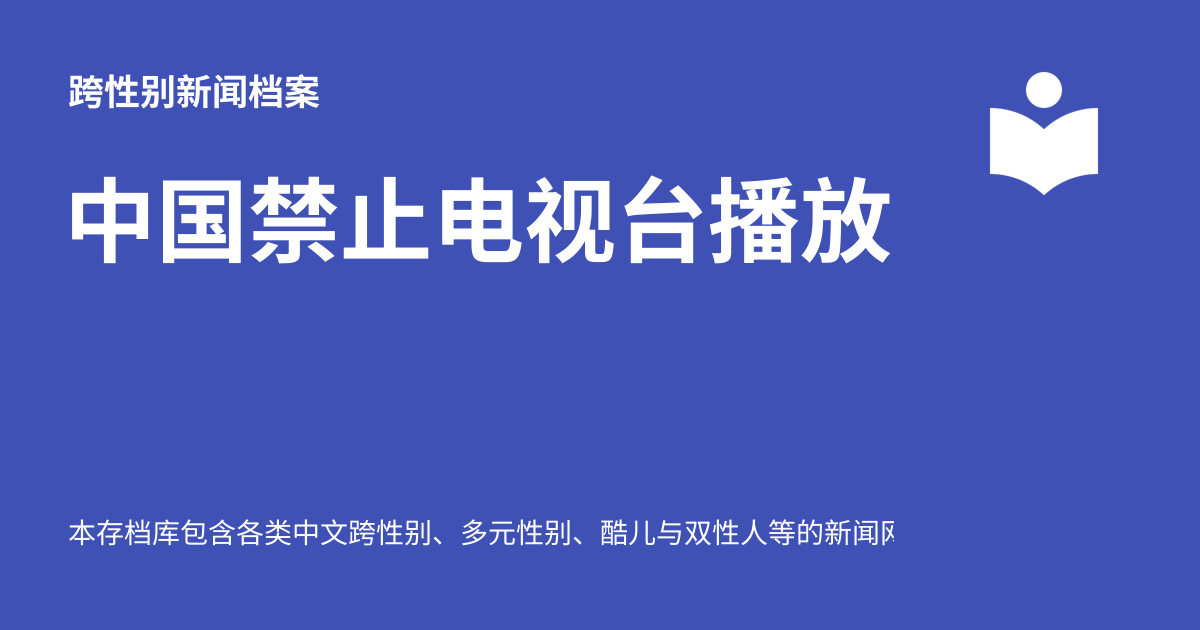 跨性别新闻档案
中国禁止电视台播放
本存档库包含各类中文跨性别、多元性别、酷儿与双性人等的新闻